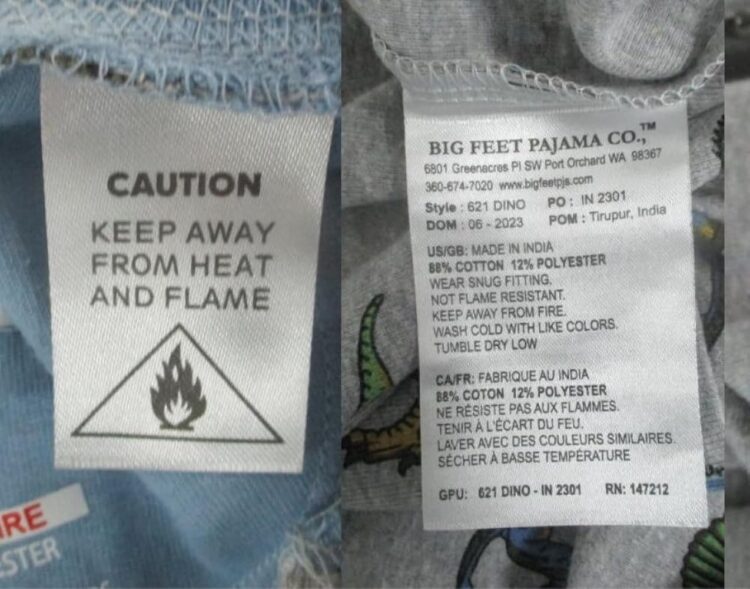 CAUTION
KEEP AWAY
FROM HEAT
AND FLAME
IRE
STER
BIG FEET PAJAMA CO.,™
6801 Greenacres Pl SW Port Orchard WA 98367
360-674-7020 www.bigfeetpjs.com
Style : 621 DINO PO : IN 2301
DOM : 06 - 2023 POM : Tirupur, India
US/GB: MADE IN INDIA
88% COTTON 12% POLYESTER
WEAR SNUG FITTING.
NOT FLAME RESISTANT.
KEEP AWAY FROM FIRE.
WASH COLD WITH LIKE COLORS.
TUMBLE DRY LOW
CA/FR: FABRIQUE AU INDIA
88% COTON 12% POLYESTER
NE RÉSISTE PAS AUX FLAMMES.
TENIR À L'ÉCART DU FEU.
LAVER AVEC DES COULEURS SIMILAIRES.
SÉCHER À BASSE TEMPÉRATURE
GPU: 621 DINO - IN 2301 RN: 147212